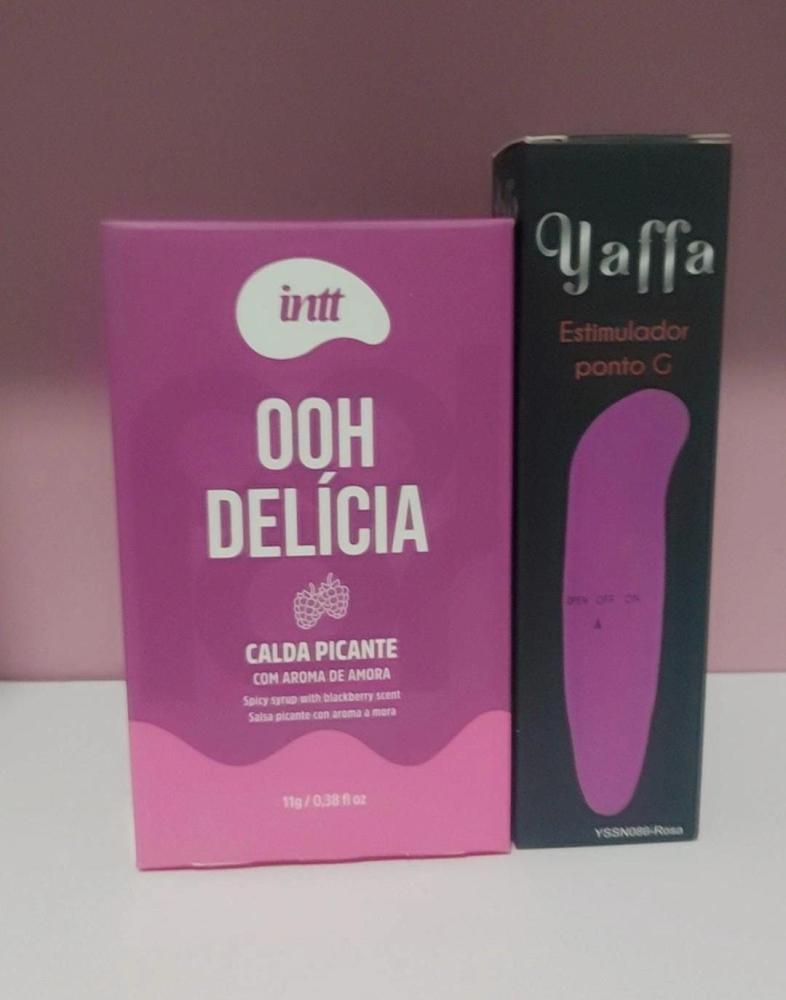 intt
OOH
DELÍCIA
CALDA PICANTE
COM AROMA DE AMORA
Spicy syrup with blackberry scent
Salsa picante con aroma a mora
11g / 0,38 fl oz
Yaffa
Estimulador
ponto G
OPEN OFF ON
YSSN086-Rosa